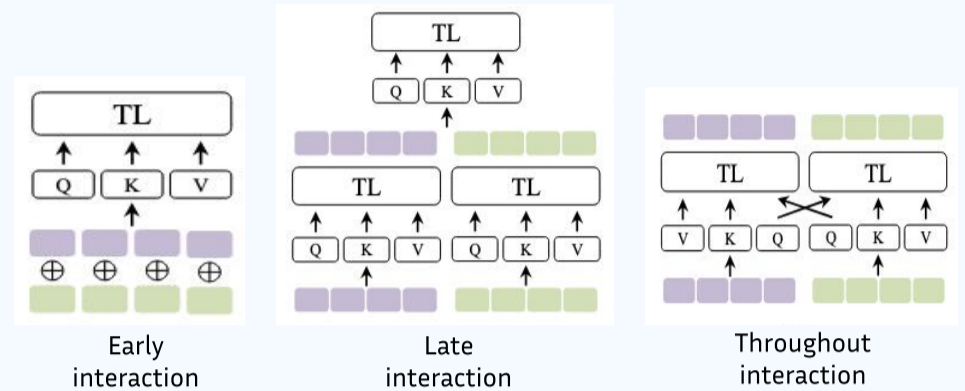 TL
Q K V
Early
interaction
TL
Q K V
TL TL
Q K V Q K V
Late
interaction
TL TL
V K Q Q K V
Throughout
interaction